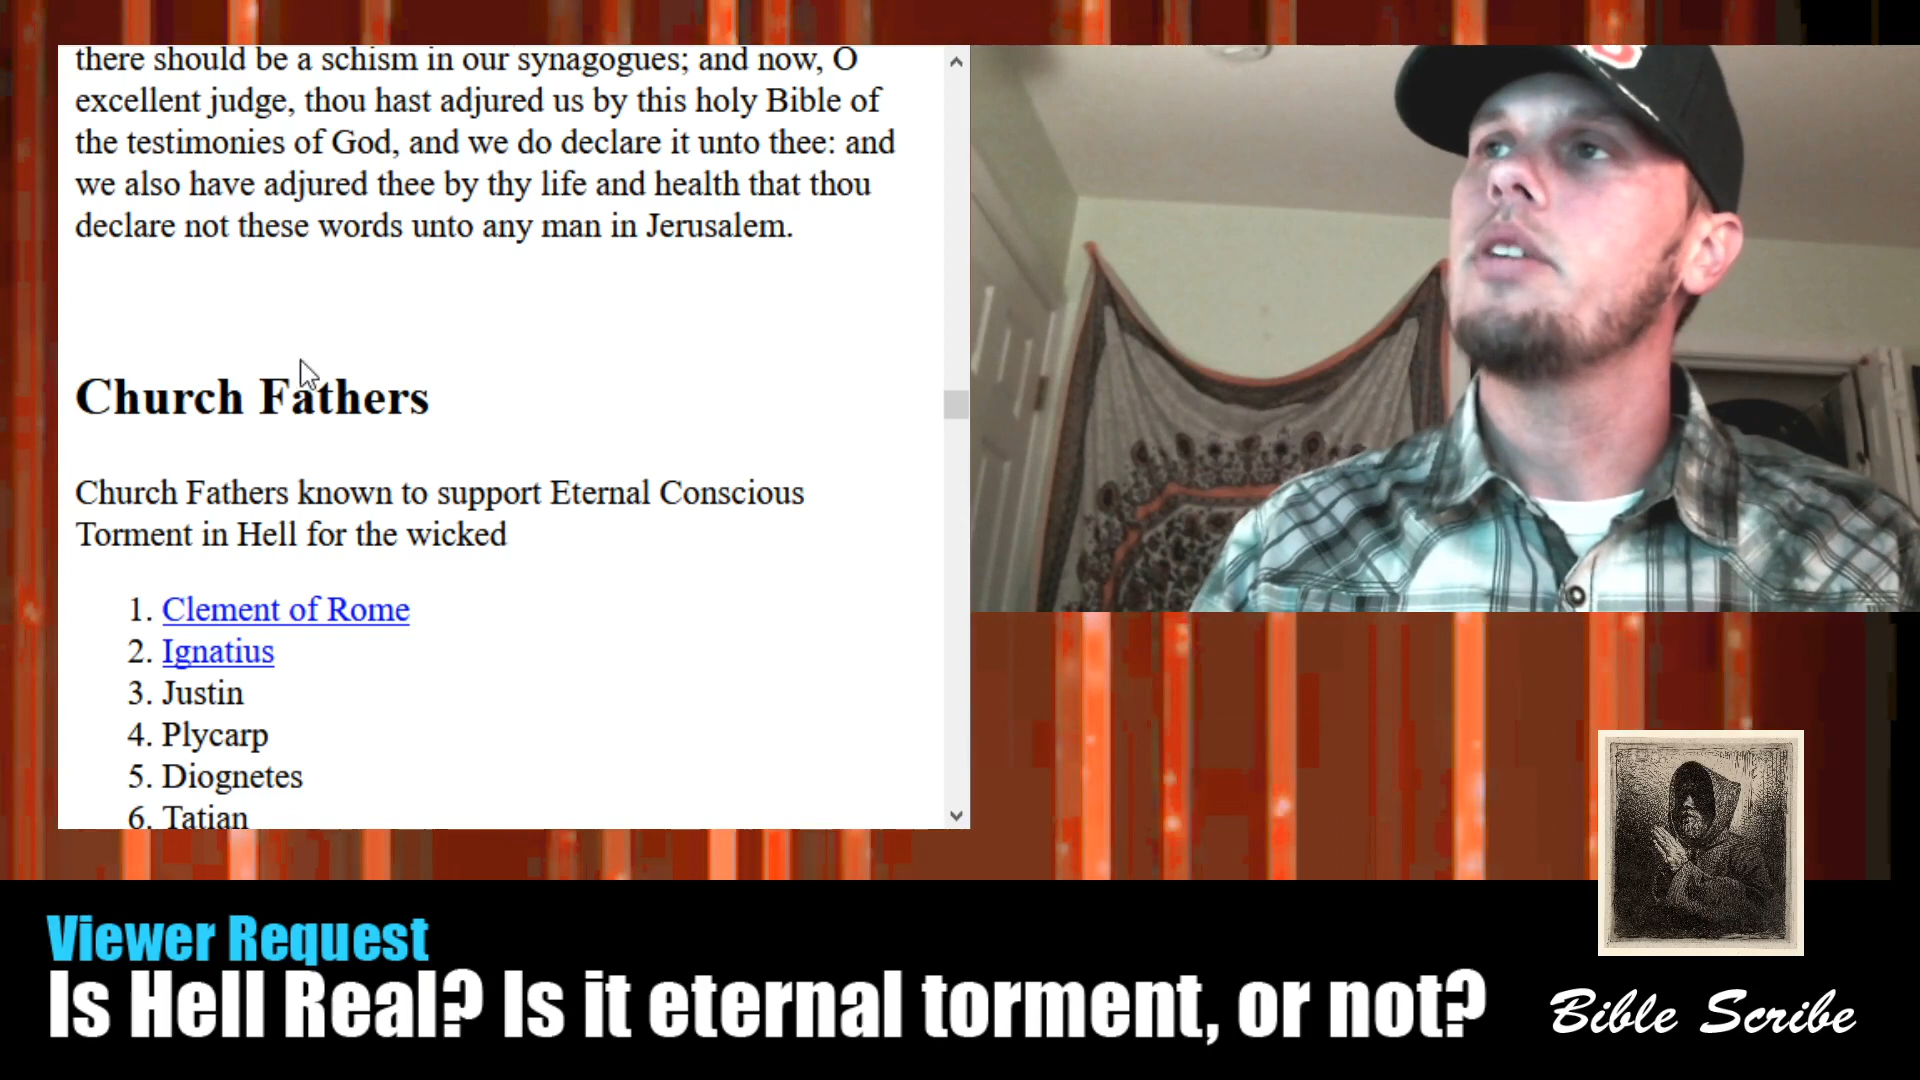 there should be a schism in our synagogues; and now, O
excellent judge, thou hast adjured us by this holy Bible of
the testimonies of God, and we do declare it unto thee: and
we also have adjured thee by thy life and health that thou
declare not these words unto any man in Jerusalem.
Church Fathers
Church Fathers known to support Eternal Conscious
Torment in Hell for the wicked
1. Clement of Rome
2. Ignatius
3. Justin
4. Plycarp
5. Diognetes
6. Tatian
Viewer Request
Is Hell Real? Is it eternal torment, or not?
Bible Scribe